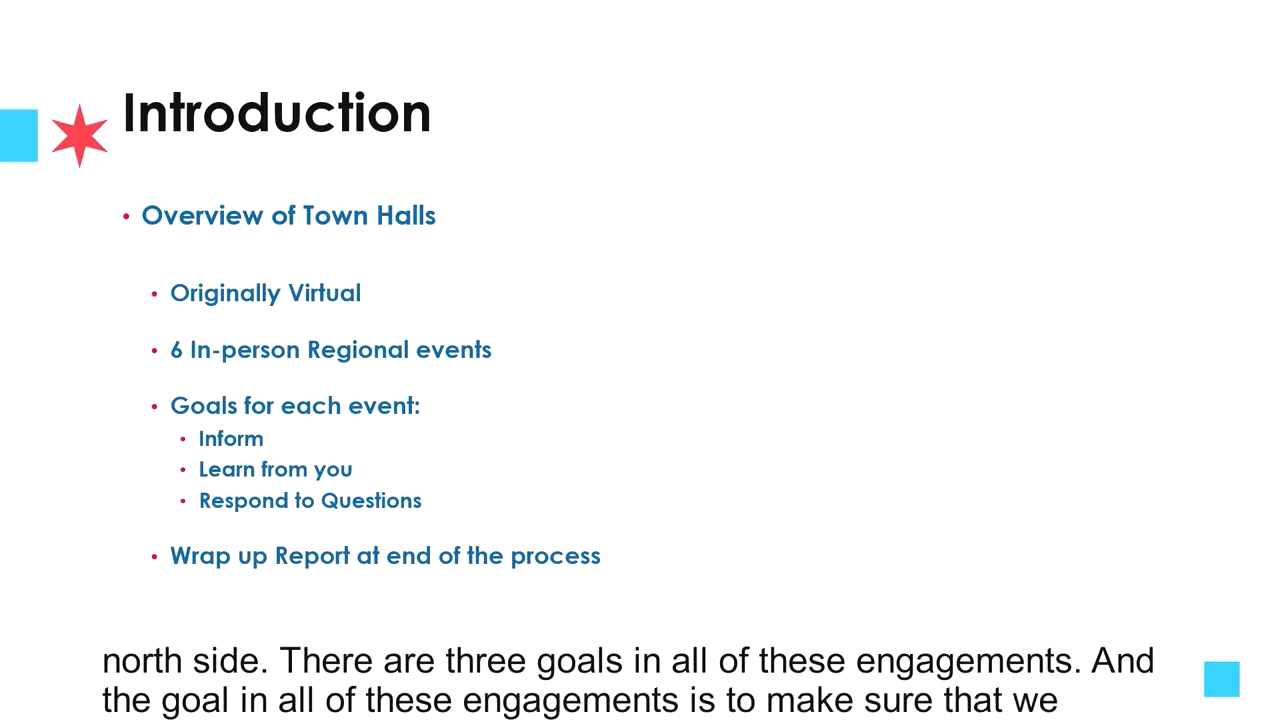 Introduction
• Overview of Town Halls
• Originally Virtual
• 6 In-person Regional events
• Goals for each event:
• Inform
• Learn from you
• Respond to Questions
• Wrap up Report at end of the process
north side. There are three goals in all of these engagements. And
the goal in all of these engagements is to make sure that we